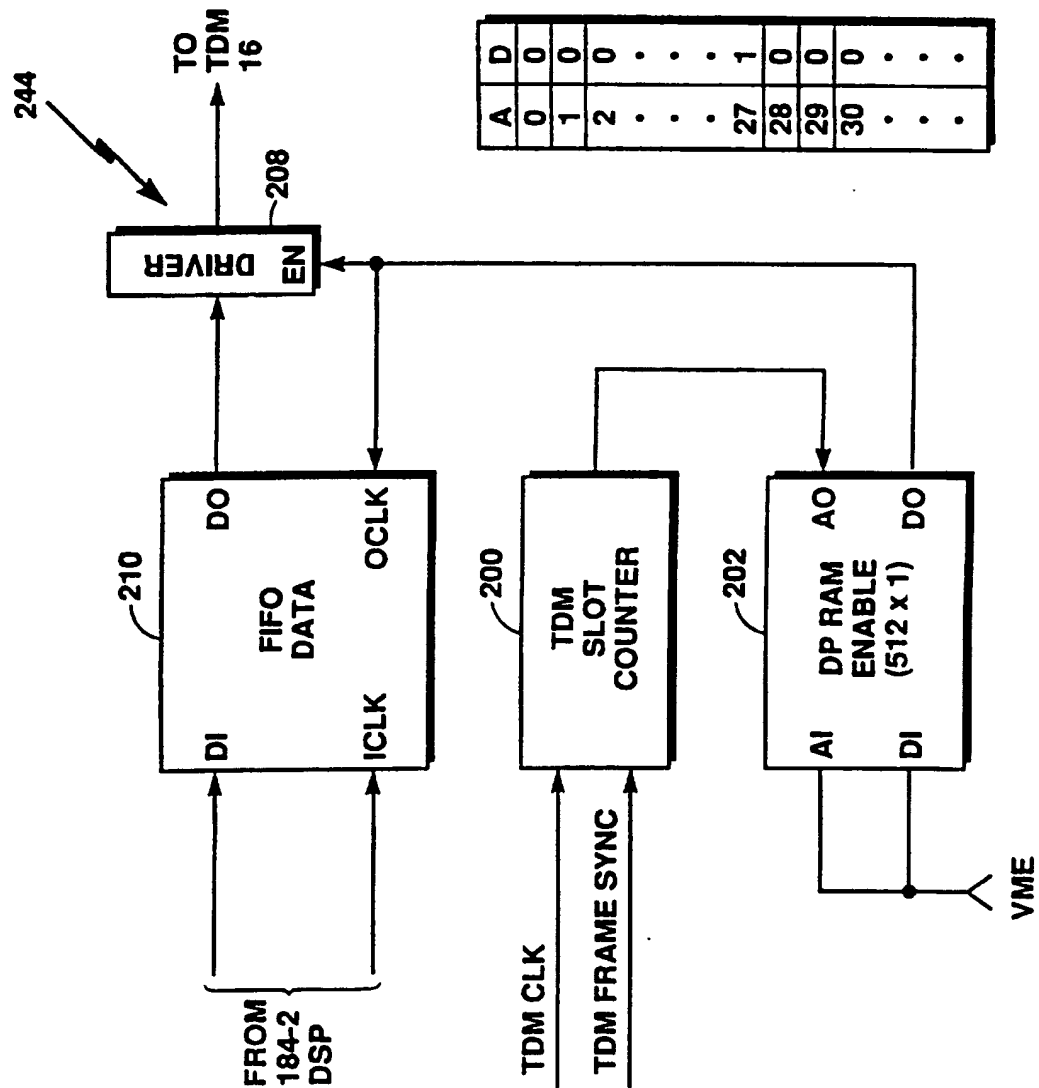 244
TO
TDM
16
DRIVER
EN
208
210
FIFO
DATA
DI
DO
ICLK
OCLK
FROM
184-2
DSP
200
TDM
SLOT
COUNTER
TDM CLK
TDM FRAME SYNC
202
DP RAM
ENABLE
(512 x 1)
AI
AO
DI
DO
VME
A D
0 0
1 0
2 0
. .
. .
. .
27 1
28 0
29 0
30 0
. .
. .
. .